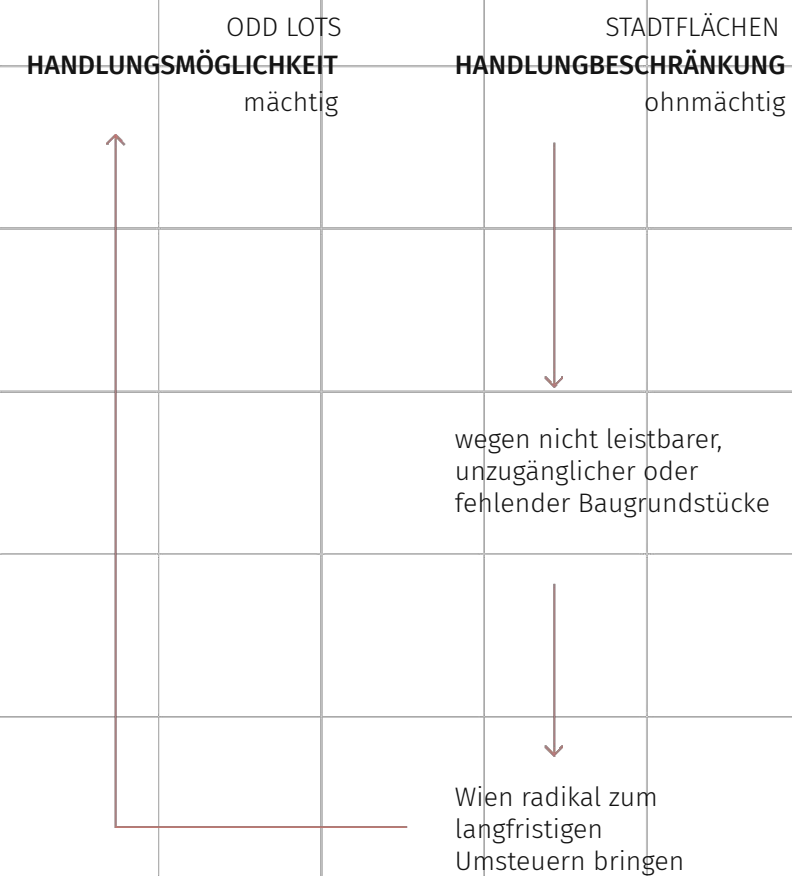 ODD LOTS
HANDLUNGSMÖGLICHKEIT
mächtig
STADTFLÄCHEN
HANDLUNGBESCHRÄNKUNG
ohnmächtig
wegen nicht leistbarer,
unzugänglicher oder
fehlender Baugrundstücke
Wien radikal zum
langfristigen
Umsteuern bringen